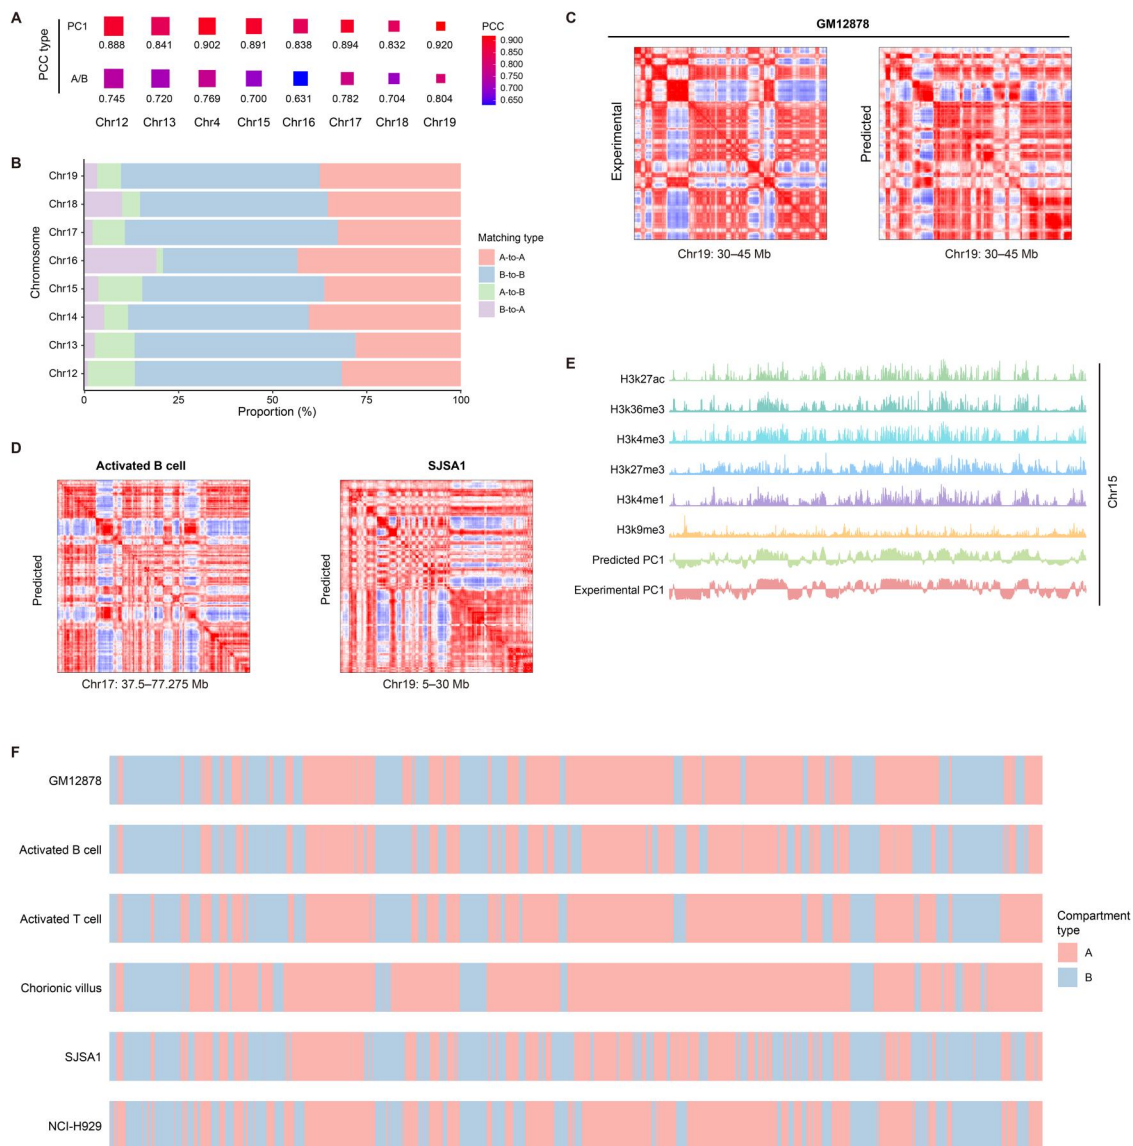 A
PCC type
PC1
0.888 0.841 0.902 0.891 0.838 0.894 0.832 0.920
A/B
0.745 0.720 0.769 0.700 0.631 0.782 0.704 0.804
Chr12 Chr13 Chr4 Chr15 Chr16 Chr17 Chr18 Chr19
PCC
0.900
0.850
0.800
0.750
0.700
0.650
B
Chromosome
Chr19
Chr18
Chr17
Chr16
Chr15
Chr14
Chr13
Chr12
0 25 50 75 100
Proportion (%)
Matching type
A-to-A
B-to-B
A-to-B
B-to-A
C
GM12878
Experimental
Chr19: 30–45 Mb
Predicted
Chr19: 30–45 Mb
D
Activated B cell
Predicted
Chr17: 37.5–77.275 Mb
SJSA1
Predicted
Chr19: 5–30 Mb
E
H3k27ac
H3k36me3
H3k4me3
H3k27me3
H3k4me1
H3k9me3
Predicted PC1
Experimental PC1
Chr15
F
GM12878
Activated B cell
Activated T cell
Chorionic villus
SJSA1
NCI-H929
Compartment
type
A
B